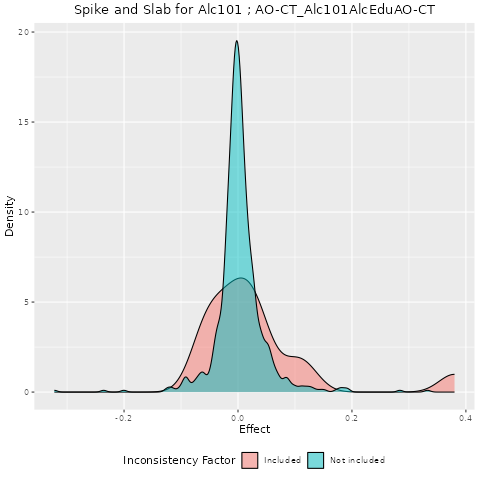 Spike and Slab for Alc101 ; AO-CT_Alc101AlcEduAO-CT
20
15
10
5
0
Density
-0.2 0.0 0.2 0.4
Effect
Inconsistency Factor Included Not included